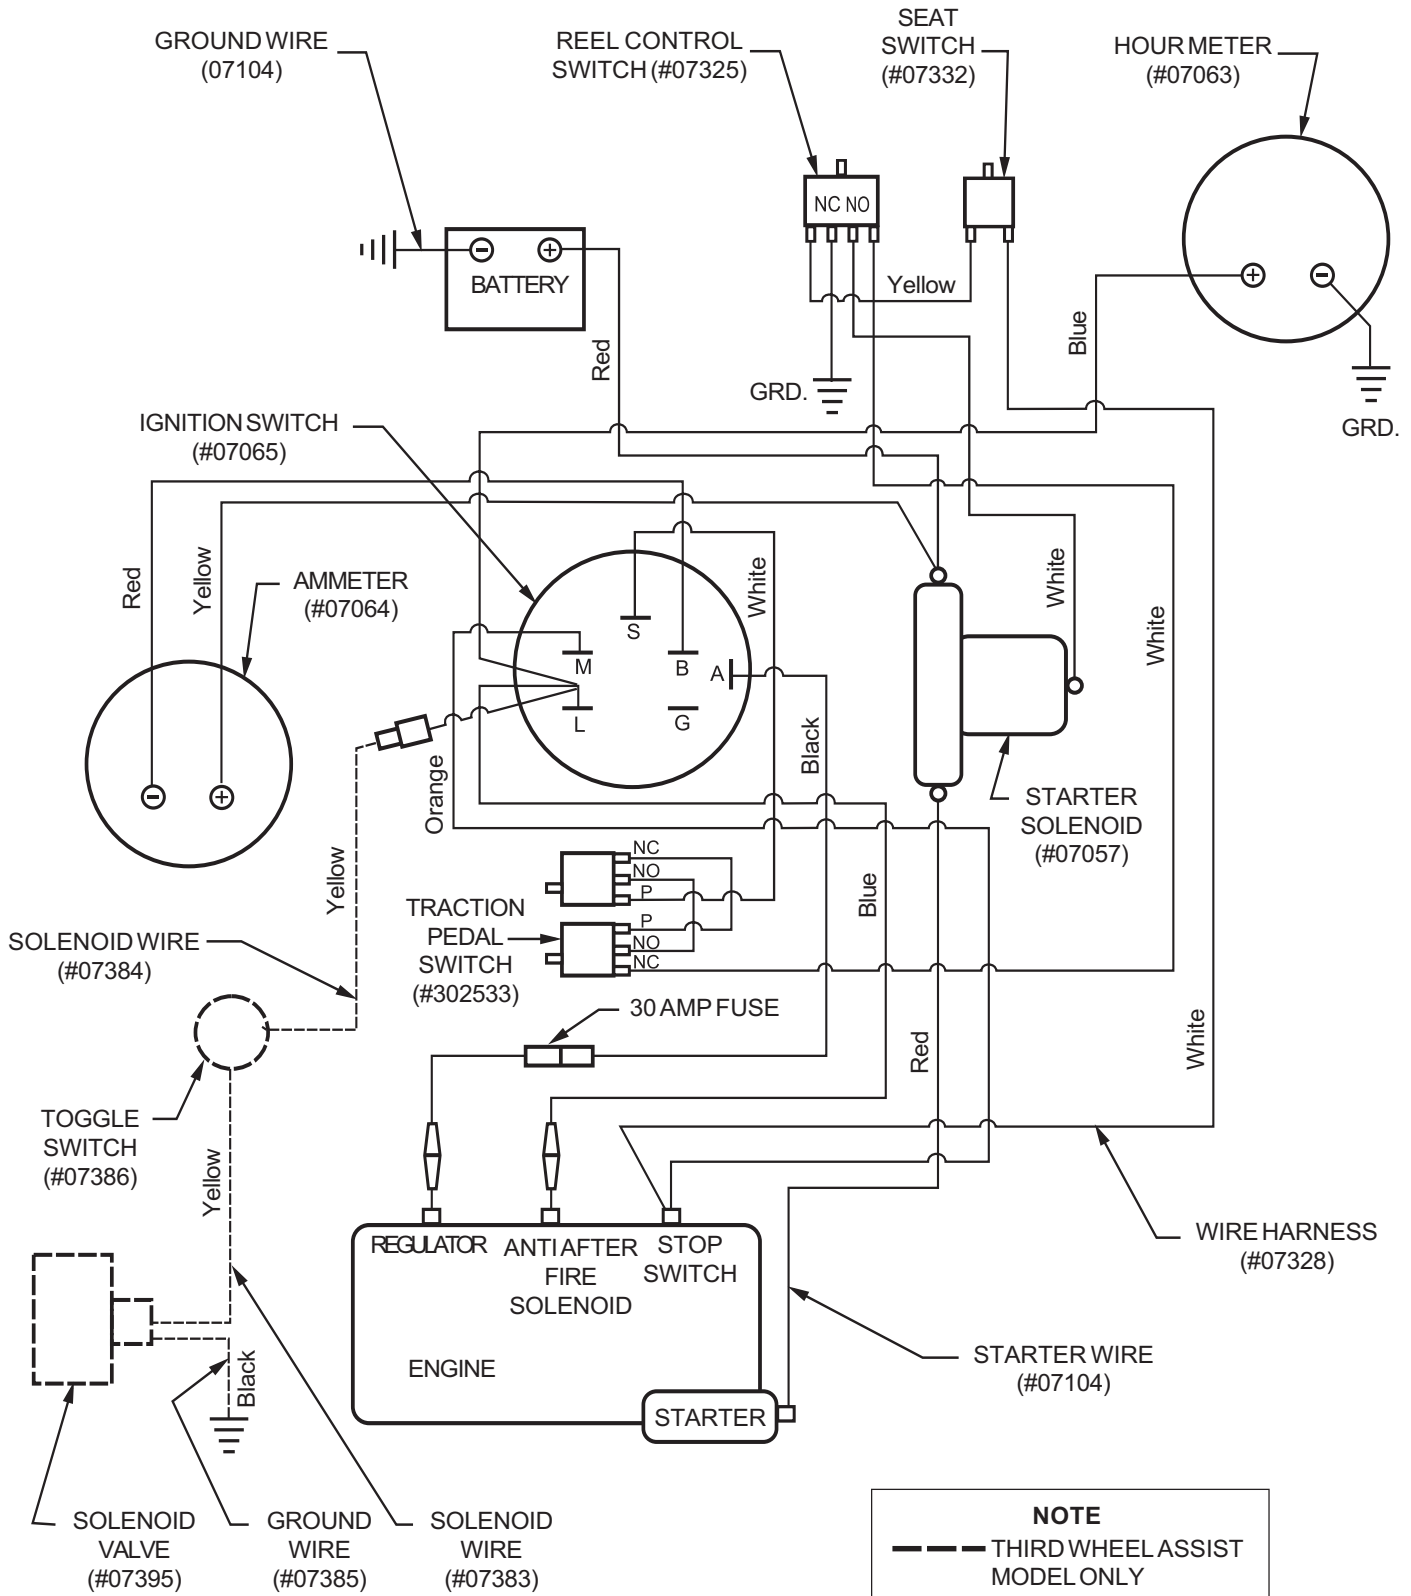 GROUND WIRE
(07104)
REEL CONTROL
SWITCH (#07325)
SEAT
SWITCH
(#07332)
HOUR METER
(#07063)
NC NO
BATTERY
Yellow
Red
Blue
GRD.
GRD.
IGNITION SWITCH
(#07065)
Red
Yellow
AMMETER
(#07064)
White
White
White
S
M
B
A
L
G
Orange
Black
STARTER
SOLENOID
(#07057)
Yellow
NC
NO
P
Blue
TRACTION
PEDAL
SWITCH
(#302533)
P
NO
NC
SOLENOID WIRE
(#07384)
30 AMP FUSE
Red
White
TOGGLE
SWITCH
(#07386)
Yellow
REGULATOR
ANTI AFTER
FIRE
SOLENOID
STOP
SWITCH
WIRE HARNESS
(#07328)
ENGINE
STARTER
STARTER WIRE
(#07104)
Black
SOLENOID
VALVE
(#07395)
GROUND
WIRE
(#07385)
SOLENOID
WIRE
(#07383)
NOTE
THIRD WHEEL ASSIST
MODEL ONLY